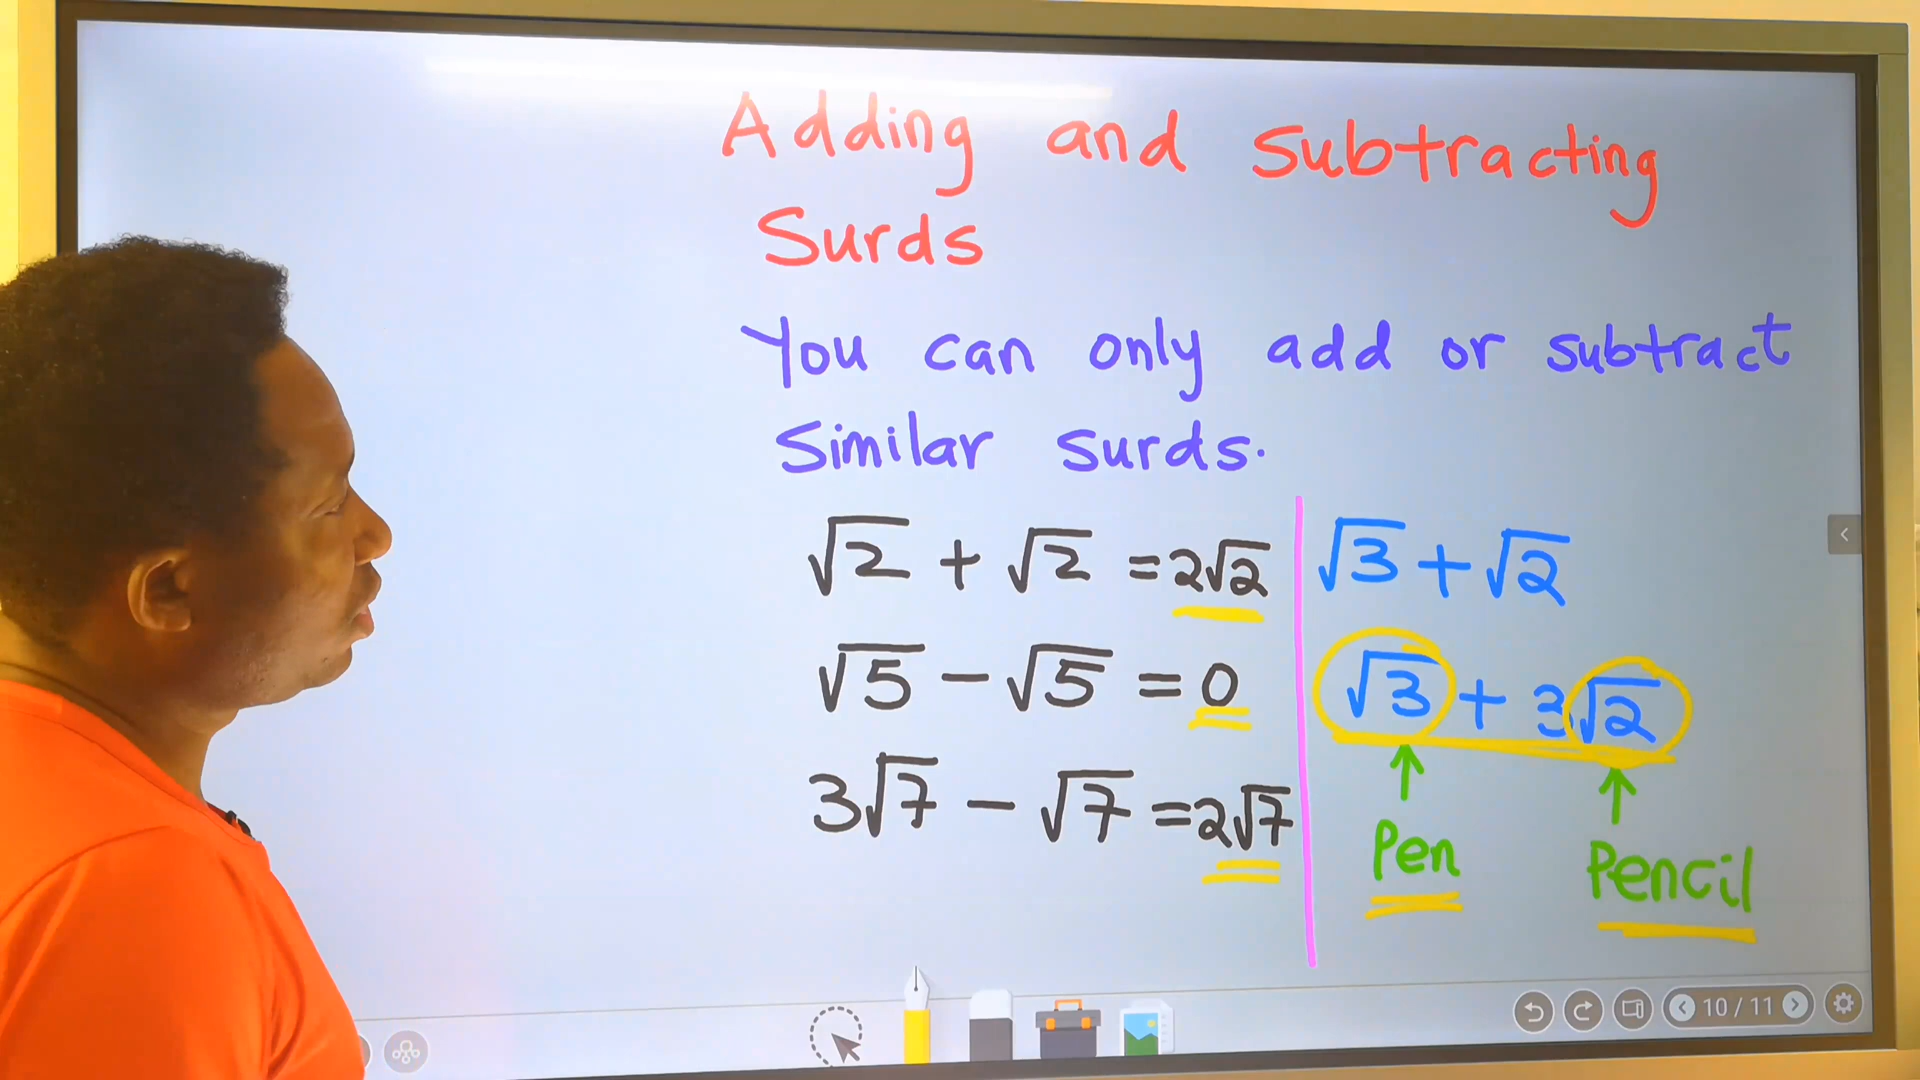 Adding and Subtracting
Surds
You can only add or subtract
Similar surds.
√2 + √2 = 2√2
√5 − √5 = 0
3√7 − √7 = 2√7
√3 + √2
√3 + 3√2
Pen
Pencil
10 / 11